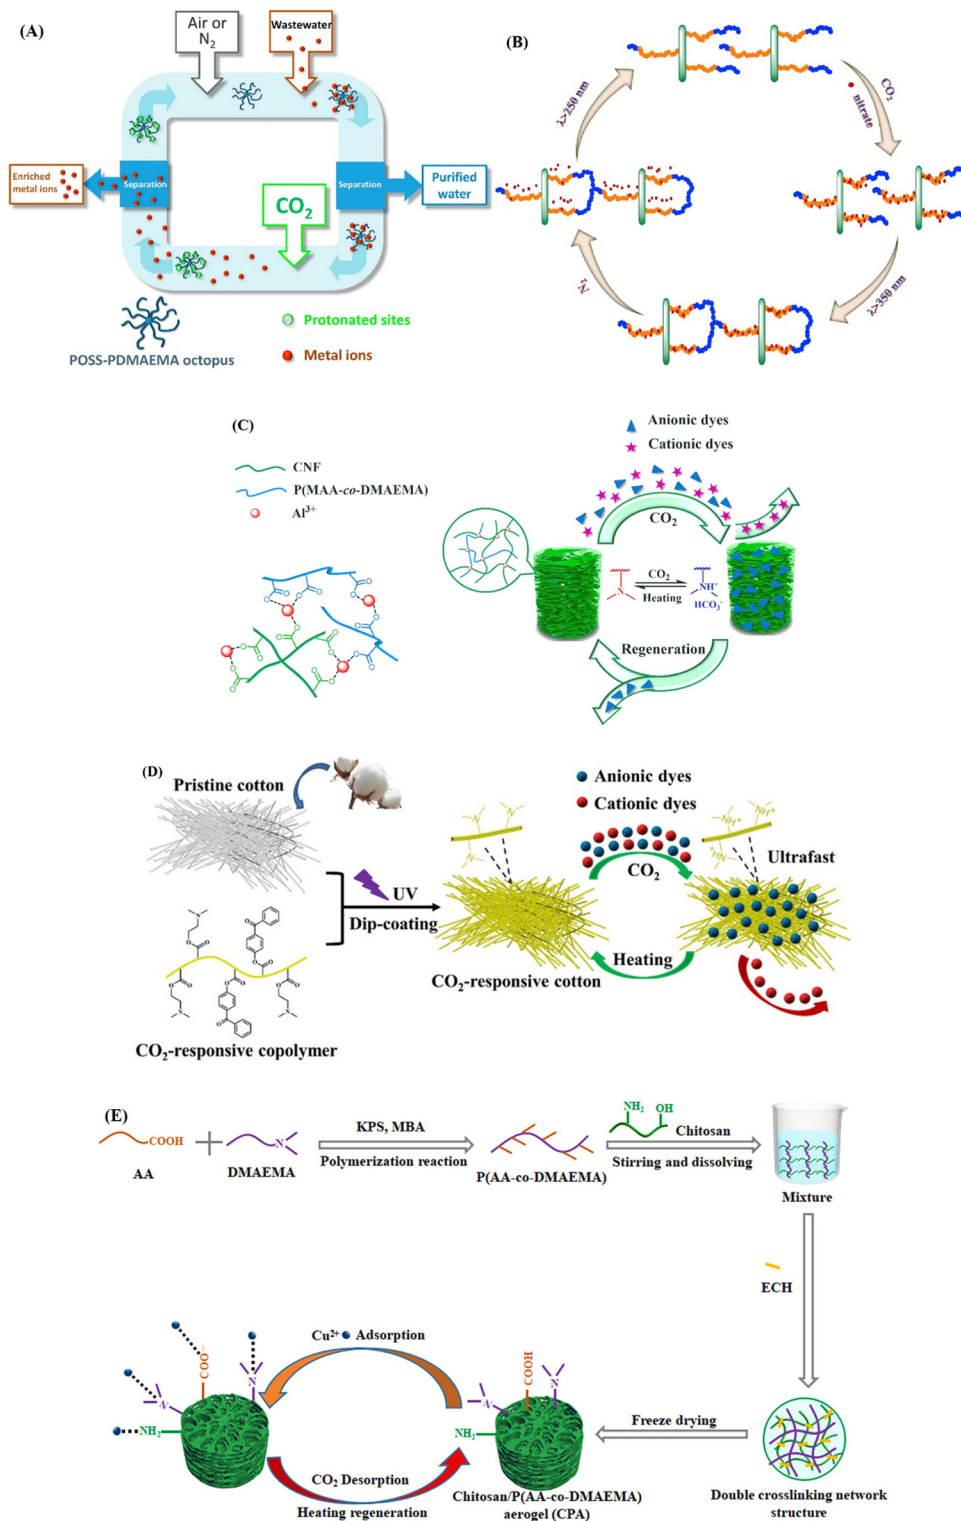 (A)
Air or
N2
Wastewater
Enriched
metal ions
Separation
Separation
Purified
water
CO2
Protonated sites
Metal ions
POSS-PDMAEMA octopus
(B)
CO2
nitrate
λ>350 nm
N2
λ>250 nm
(C)
CNF
P(MAA-co-DMAEMA)
Al3+
Anionic dyes
Cationic dyes
CO2
CO2
Heating
N
NH+
HCO3-
Regeneration
(D)
Pristine cotton
UV
Dip-coating
CO2-responsive copolymer
Anionic dyes
Cationic dyes
CO2
Ultrafast
Heating
CO2-responsive cotton
(E)
COOH
AA
N
DMAEMA
KPS, MBA
Polymerization reaction
P(AA-co-DMAEMA)
NH2
OH
Chitosan
Stirring and dissolving
Mixture
ECH
Double crosslinking network
structure
Freeze drying
COOH
N
N
NH2
Chitosan/P(AA-co-DMAEMA)
aerogel (CPA)
Cu2+ Adsorption
CO2 Desorption
Heating regeneration
COO-
N
N
NH2